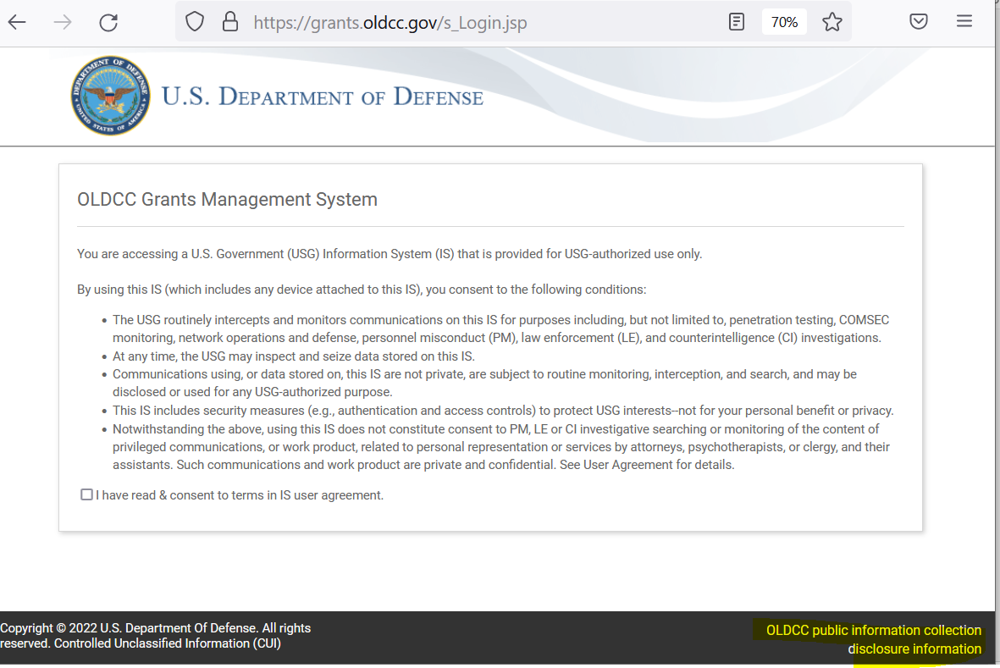 https://grants.oldcc.gov/s_Login.jsp
70%
DEPARTMENT OF DEFENSE
UNITED STATES OF AMERICA
U.S. DEPARTMENT OF DEFENSE
OLDCC Grants Management System
You are accessing a U.S. Government (USG) Information System (IS) that is provided for USG-authorized use only.
By using this IS (which includes any device attached to this IS), you consent to the following conditions:
• The USG routinely intercepts and monitors communications on this IS for purposes including, but not limited to, penetration testing, COMSEC
monitoring, network operations and defense, personnel misconduct (PM), law enforcement (LE), and counterintelligence (CI) investigations.
• At any time, the USG may inspect and seize data stored on this IS.
• Communications using, or data stored on, this IS are not private, are subject to routine monitoring, interception, and search, and may be
disclosed or used for any USG-authorized purpose.
• This IS includes security measures (e.g., authentication and access controls) to protect USG interests--not for your personal benefit or privacy.
• Notwithstanding the above, using this IS does not constitute consent to PM, LE or CI investigative searching or monitoring of the content of
privileged communications, or work product, related to personal representation or services by attorneys, psychotherapists, or clergy, and their
assistants. Such communications and work product are private and confidential. See User Agreement for details.
I have read & consent to terms in IS user agreement.
Copyright © 2022 U.S. Department Of Defense. All rights
reserved. Controlled Unclassified Information (CUI)
OLDCC public information collection
disclosure information